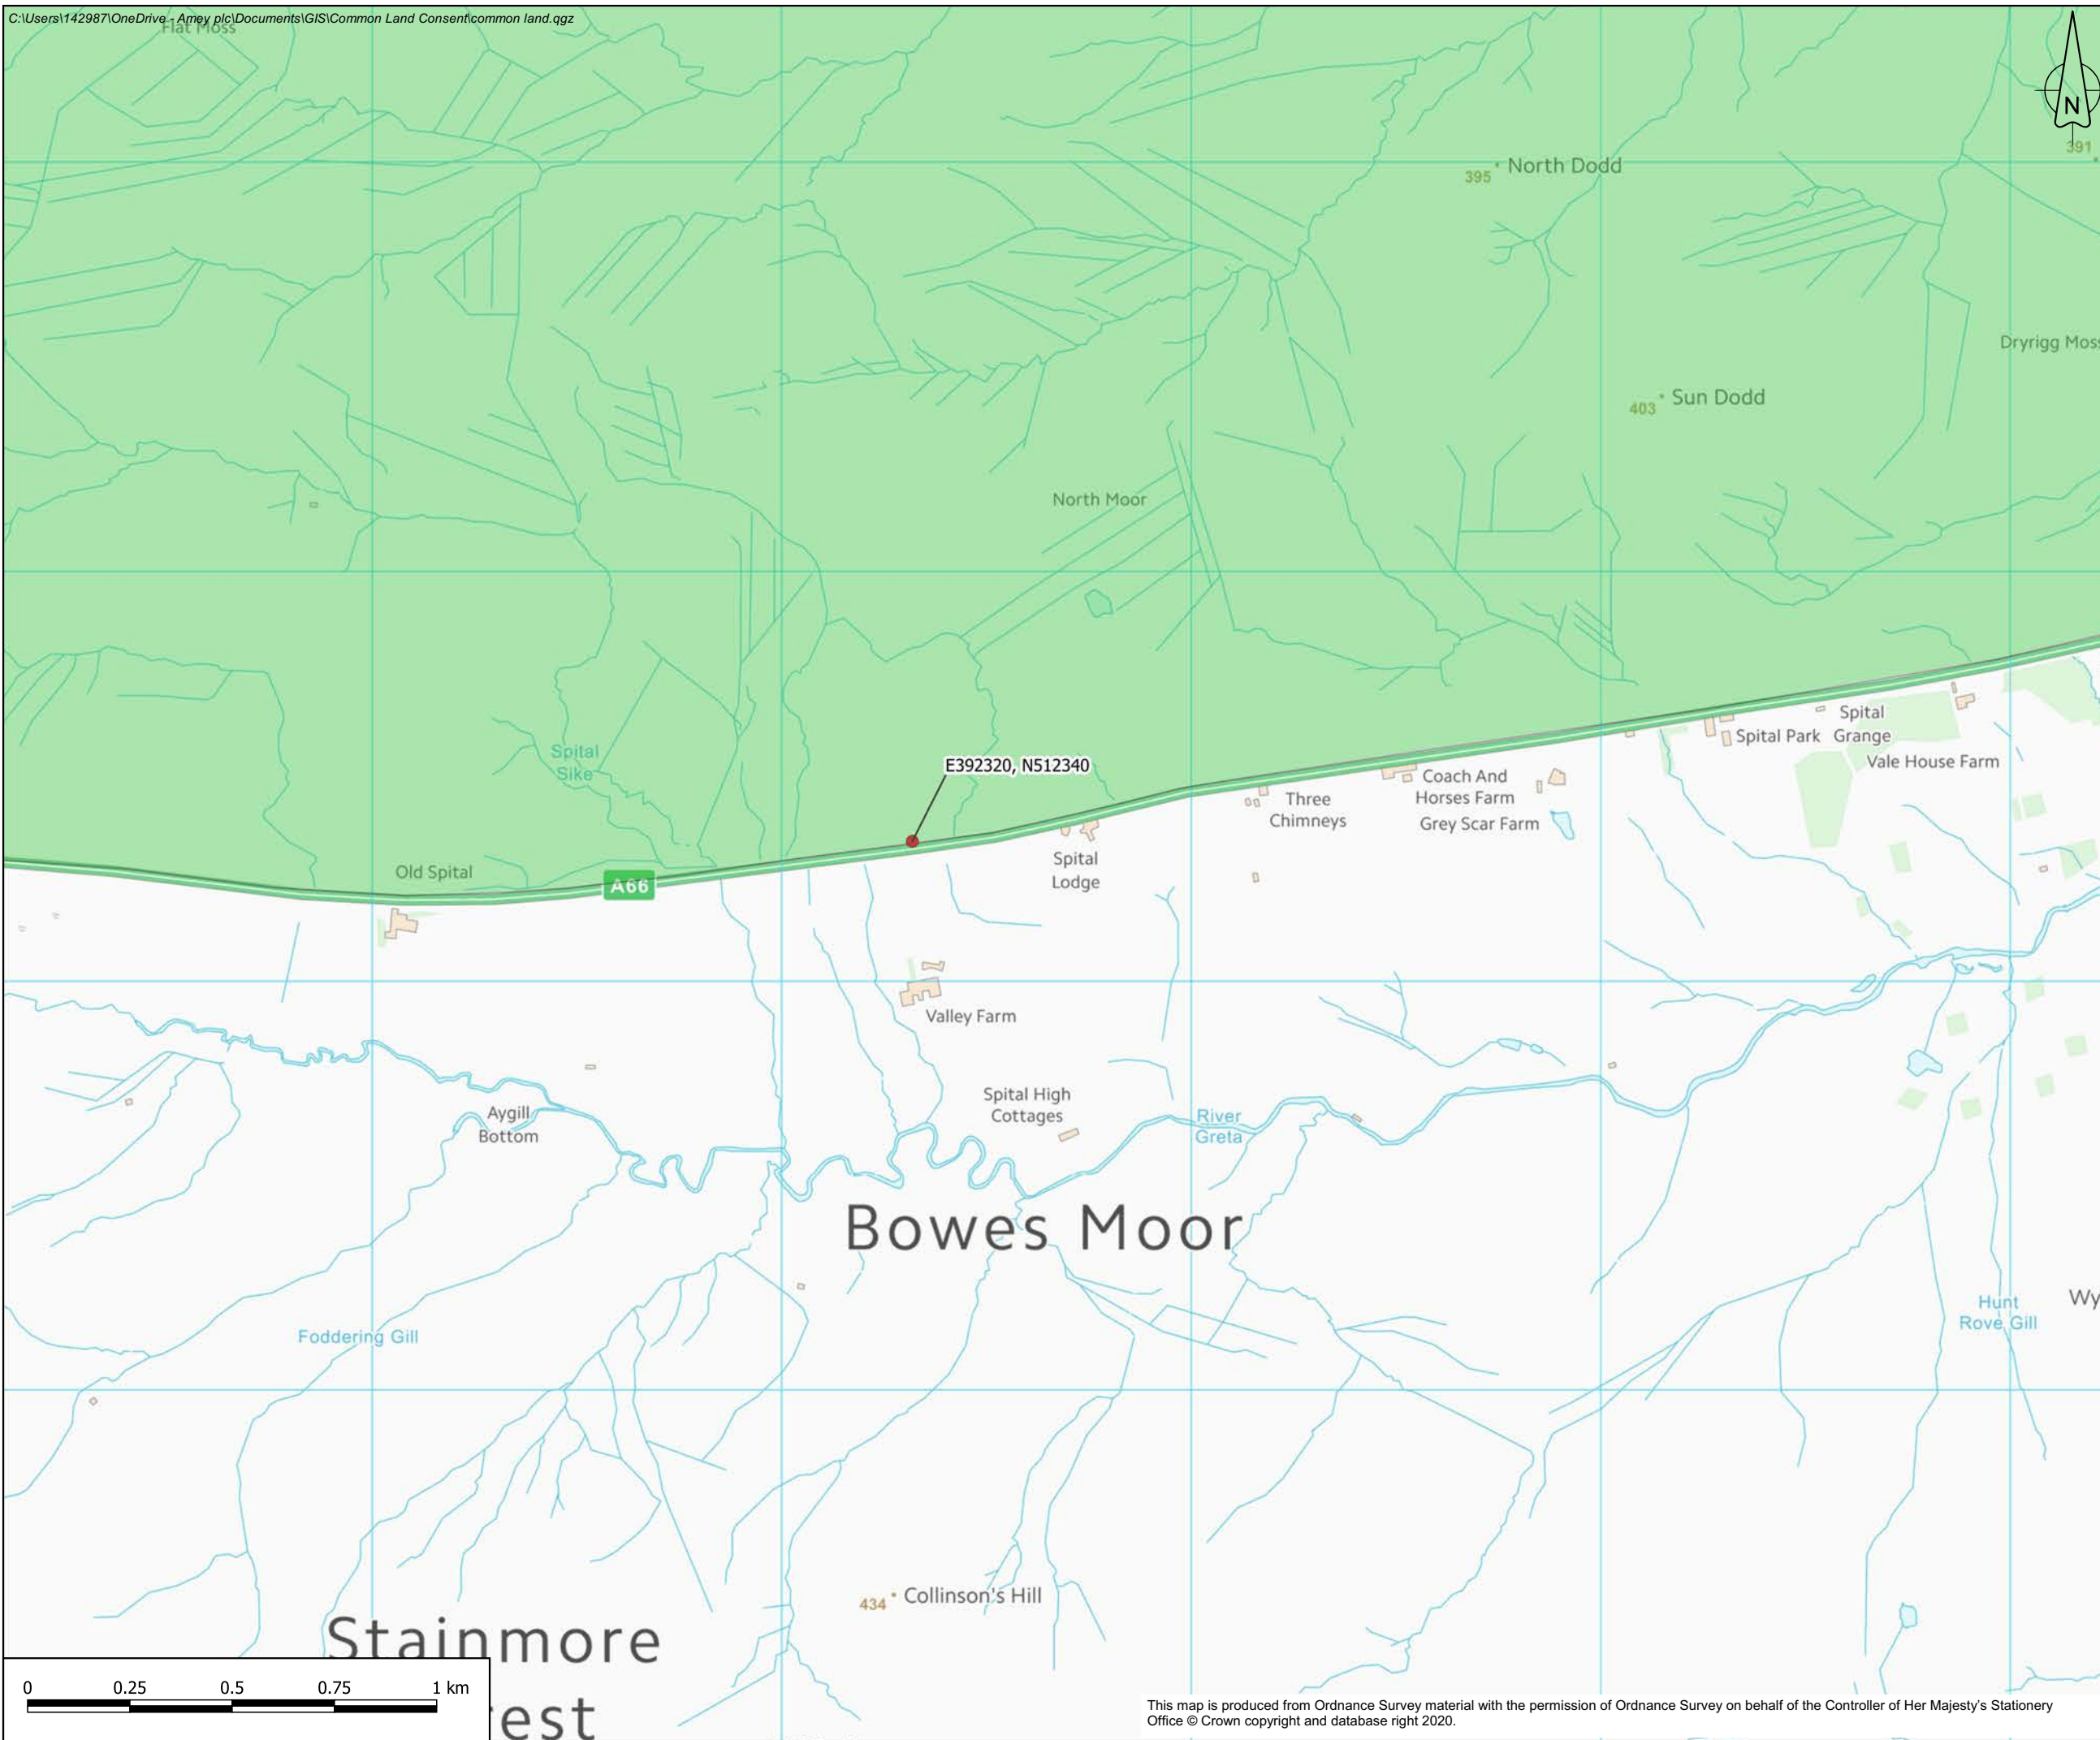 C:\Users\142987\OneDrive - Amey plc\Documents\GIS\Common Land Consent\common land.qgz
Flat Moss
N
391
395
North Dodd
Dryrigg Moss
403
Sun Dodd
North Moor
Spital
Grange
Spital Park
Vale House Farm
Spital
Sike
E392320, N512340
Coach And
Horses Farm
Three
Chimneys
Grey Scar Farm
Spital
Lodge
Old Spital
A66
Valley Farm
Spital High
Cottages
Aygill
Bottom
River
Greta
Bowes Moor
Hunt
Rove Gill
Wy
Foddering Gill
434
Collinson's Hill
Stainmore
rest
0 0.25 0.5 0.75 1 km
This map is produced from Ordnance Survey material with the permission of Ordnance Survey on behalf of the Controller of Her Majesty's Stationery
Office © Crown copyright and database right 2020.